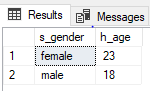 Results Messages
s_gender h_age
1 female 23
2 male 18